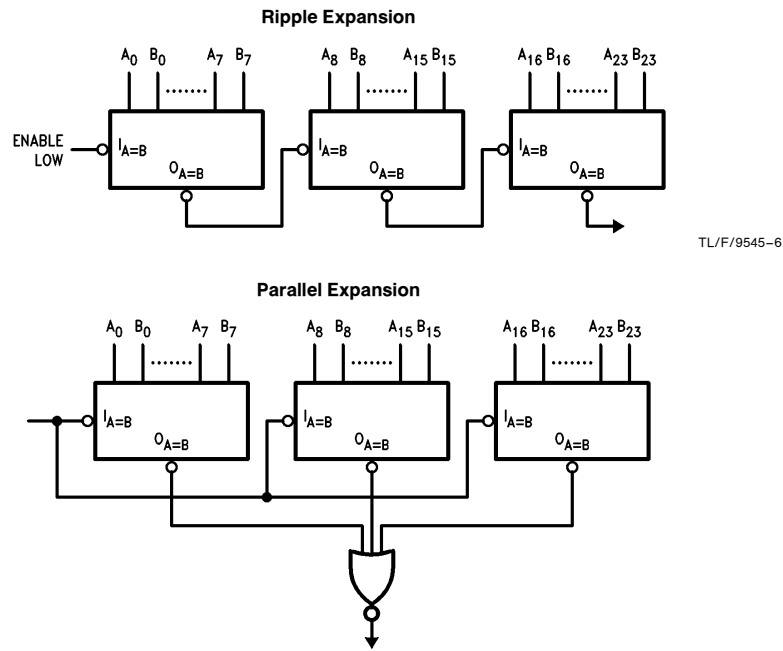 Ripple Expansion
A0 B0 ....... A7 B7 A8 B8 ....... A15 B15 A16 B16 ....... A23 B23
ENABLE LOW
IA=B OA=B IA=B OA=B IA=B OA=B
TL/F/9545–6
Parallel Expansion
A0 B0 ....... A7 B7 A8 B8 ....... A15 B15 A16 B16 ....... A23 B23
IA=B OA=B IA=B OA=B IA=B OA=B